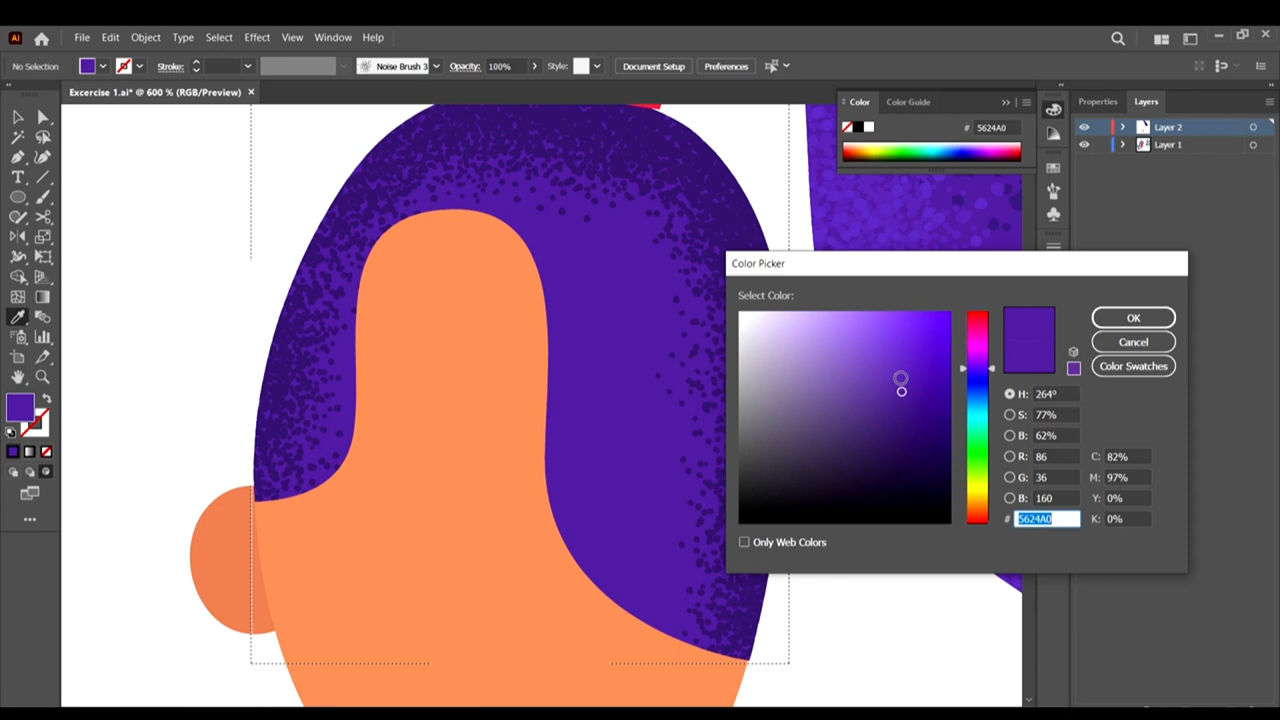 Ai File Edit Object Type Select Effect View Window Help
No Selection Stroke: Noise Brush 3 Opacity: 100% Style: Document Setup Preferences
Excercise 1.ai* @ 600 % (RGB/Preview) ×
Color Color Guide
# 5624A0
Properties Layers
Layer 2
Layer 1
Color Picker
Select Color:
OK
Cancel
Color Swatches
H: 264°
S: 77%
B: 62%
R: 86 C: 82%
G: 36 M: 97%
B: 160 Y: 0%
# 5624A0 K: 0%
Only Web Colors